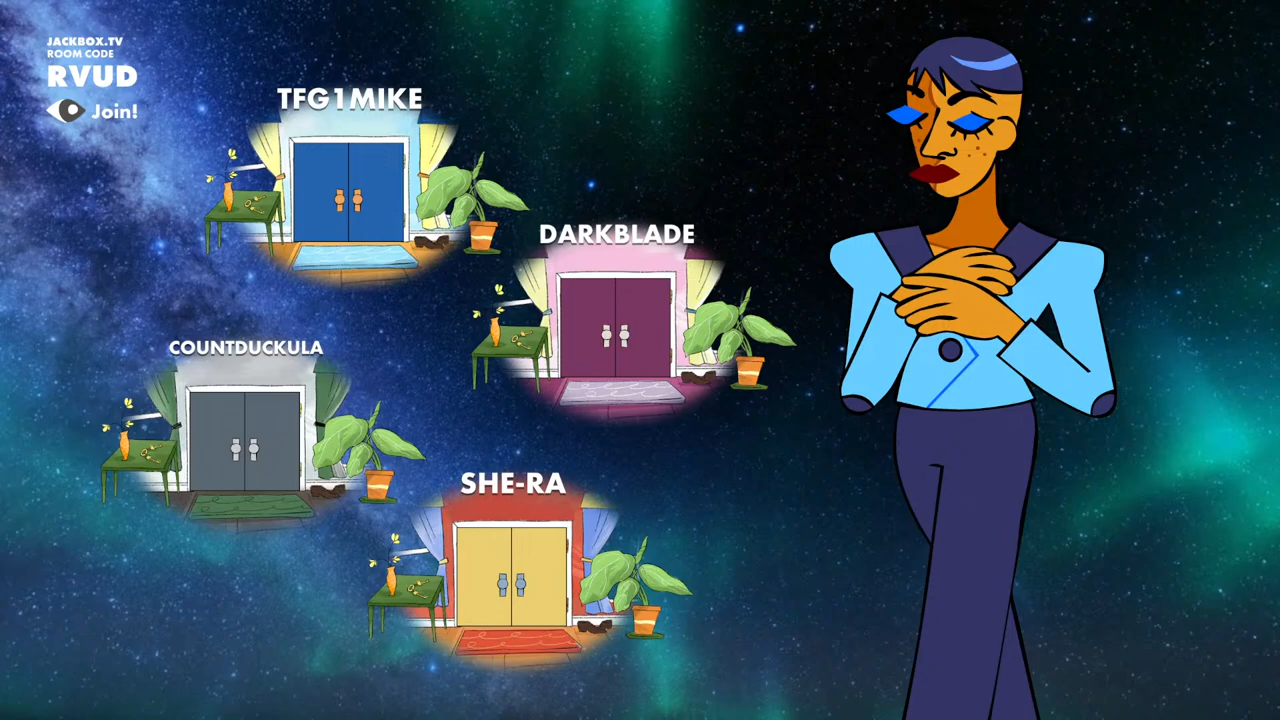 JACKBOX.TV
ROOM CODE
RVUD
Join!
TFG1MIKE
DARKBLADE
COUNTDUCKULA
SHE-RA